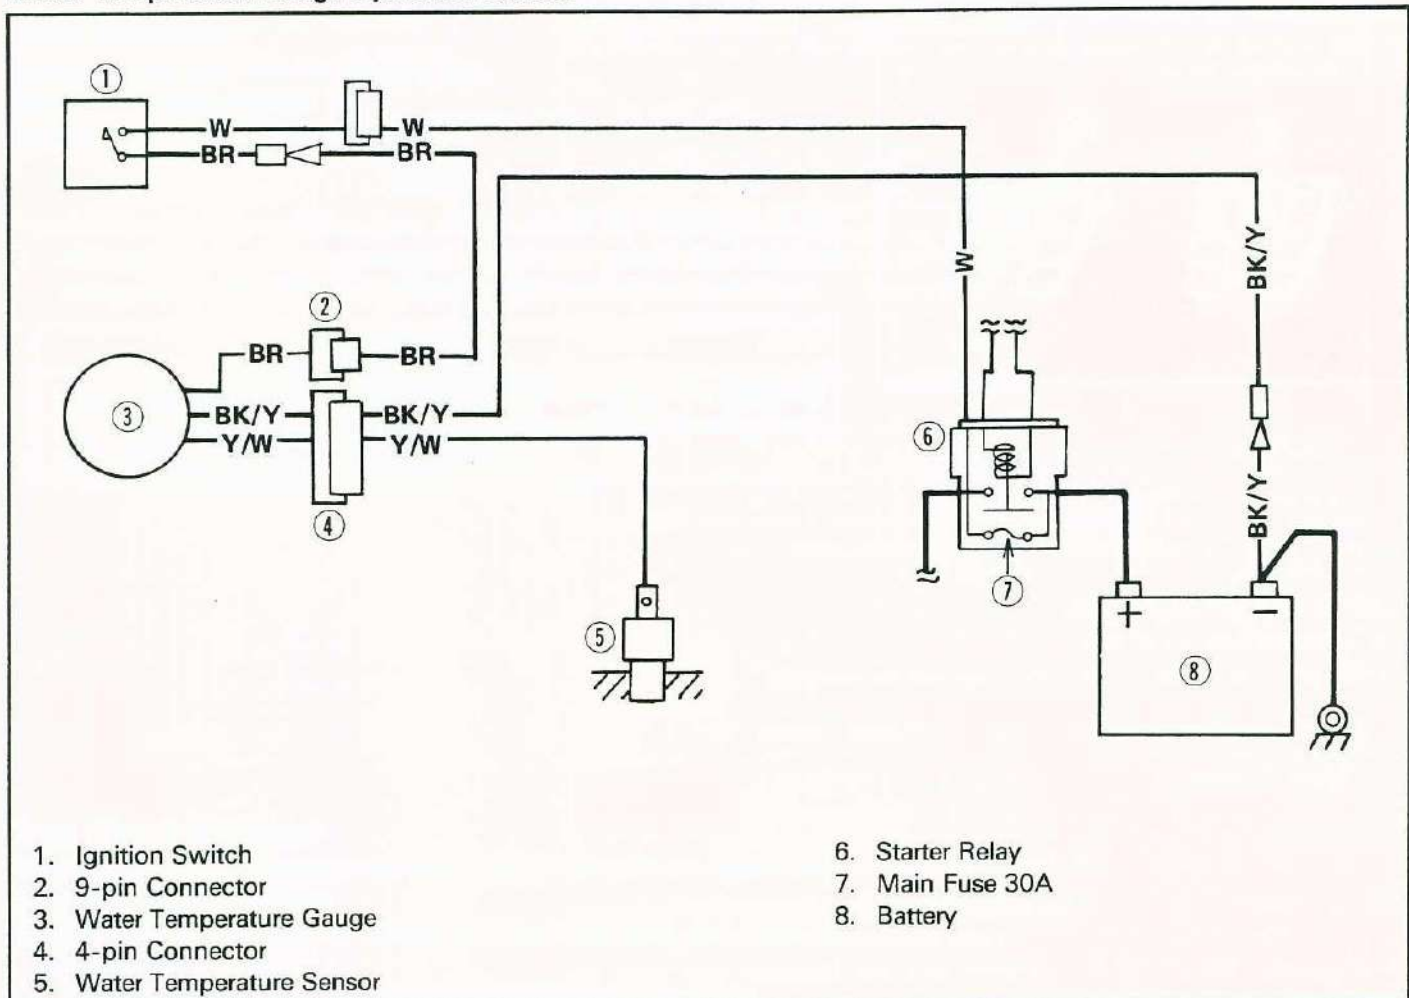 1
W
W
BR
BR
W
BK/Y
2
BR
BR
3
BK/Y
BK/Y
Y/W
Y/W
4
6
BK/Y
7
5
+
−
8
1. Ignition Switch
2. 9-pin Connector
3. Water Temperature Gauge
4. 4-pin Connector
5. Water Temperature Sensor
6. Starter Relay
7. Main Fuse 30A
8. Battery